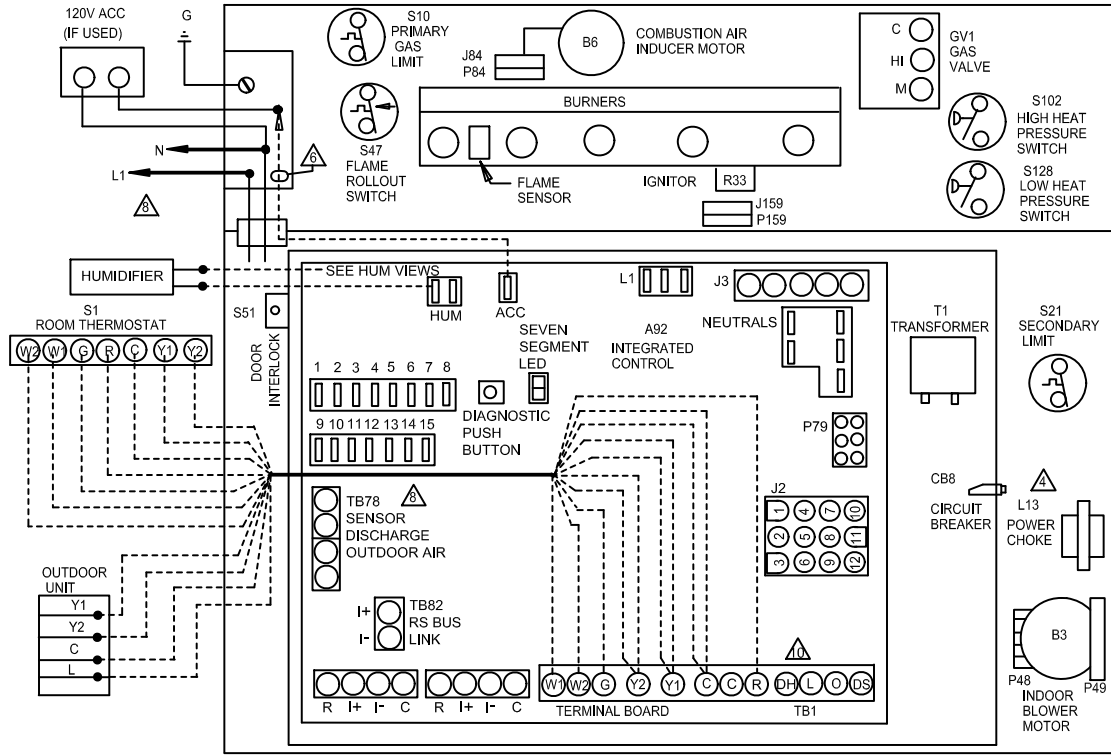 120V ACC
(IF USED)
G
S10
PRIMARY
GAS
LIMIT
J84
P84
B6
COMBUSTION AIR
INDUCER MOTOR
C
HI
M
GV1
GAS
VALVE
BURNERS
S102
HIGH HEAT
PRESSURE
SWITCH
N
L1
6
8
S47
FLAME
ROLLOUT
SWITCH
FLAME
SENSOR
IGNITOR
R33
J159
P159
S128
LOW HEAT
PRESSURE
SWITCH
HUMIDIFIER
SEE HUM VIEWS
HUM
ACC
L1
J3
S1
ROOM THERMOSTAT
W2 W1 G R C Y1 Y2
S51
DOOR
INTERLOCK
SEVEN
SEGMENT
LED
A92
INTEGRATED
CONTROL
NEUTRALS
T1
TRANSFORMER
S21
SECONDARY
LIMIT
1 2 3 4 5 6 7 8
9 10 11 12 13 14 15
DIAGNOSTIC
PUSH
BUTTON
P79
TB78
SENSOR
DISCHARGE
OUTDOOR AIR
8
J2
1 4 7 10
2 5 8 11
3 6 9 12
CB8
CIRCUIT
BREAKER
4
L13
POWER
CHOKE
OUTDOOR
UNIT
Y1
Y2
C
L
I+
I-
TB82
RS BUS
LINK
10
B3
P48
P49
INDOOR
BLOWER
MOTOR
R I+ I- C
R I+ I- C
W1 W2 G Y2 Y1 C C R DH L O DS
TERMINAL BOARD
TB1